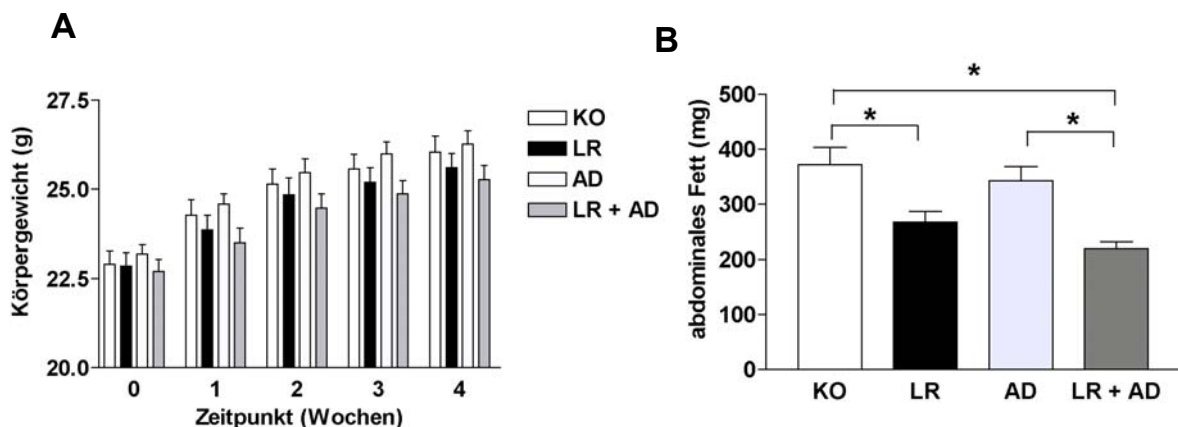 A
Körpergewicht (g)
27.5
25.0
22.5
20.0
0 1 2 3 4
Zeitpunkt (Wochen)
KO
LR
AD
LR + AD
B
abdominales Fett (mg)
500
400
300
200
100
0
*
*
*
KO LR AD LR + AD